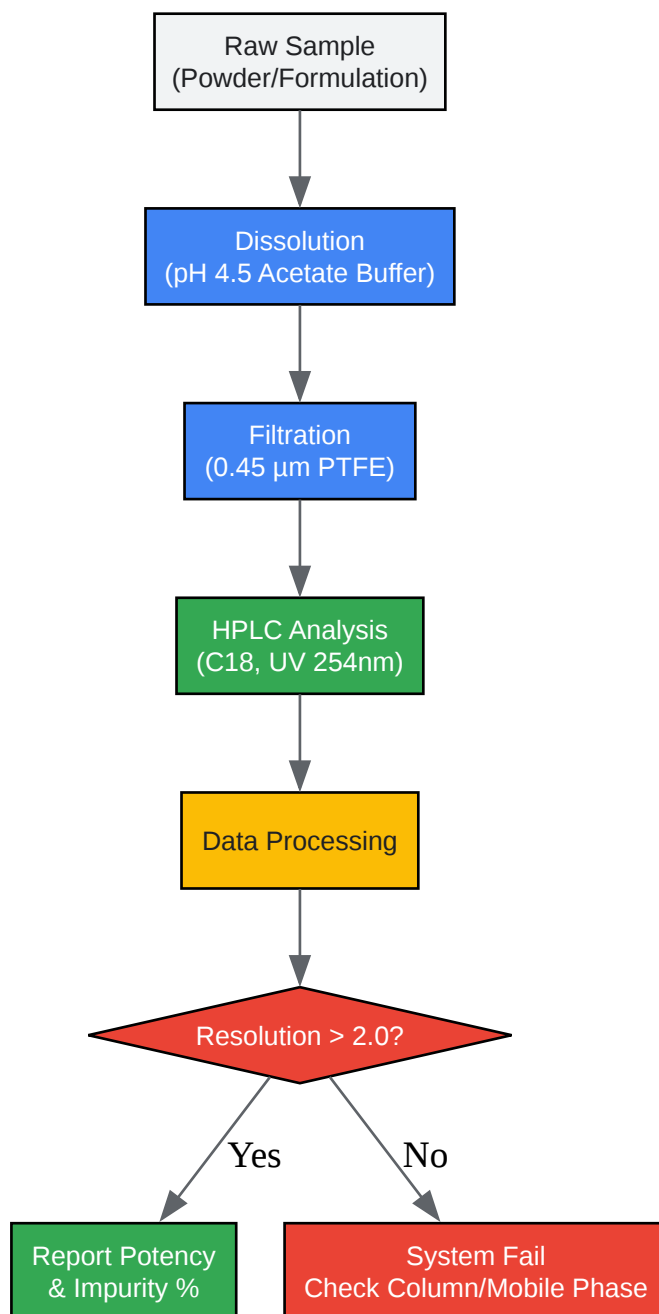 Raw Sample
(Powder/Formulation)
Dissolution
(pH 4.5 Acetate Buffer)
Filtration
(0.45 µm PTFE)
HPLC Analysis
(C18, UV 254nm)
Data Processing
Resolution > 2.0?
Yes
No
Report Potency
& Impurity %
System Fail
Check Column/Mobile Phase